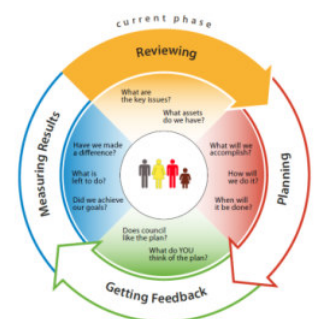 current phase
Reviewing
What are
the key issues?
What assets
do we have?
Planning
What will we
accomplish?
How will
we do it?
When will
it be done?
Getting Feedback
Does council
like the plan?
What do YOU
think of the plan?
Measuring Results
Have we made
a difference?
What is
left to do?
Did we achieve
our goals?